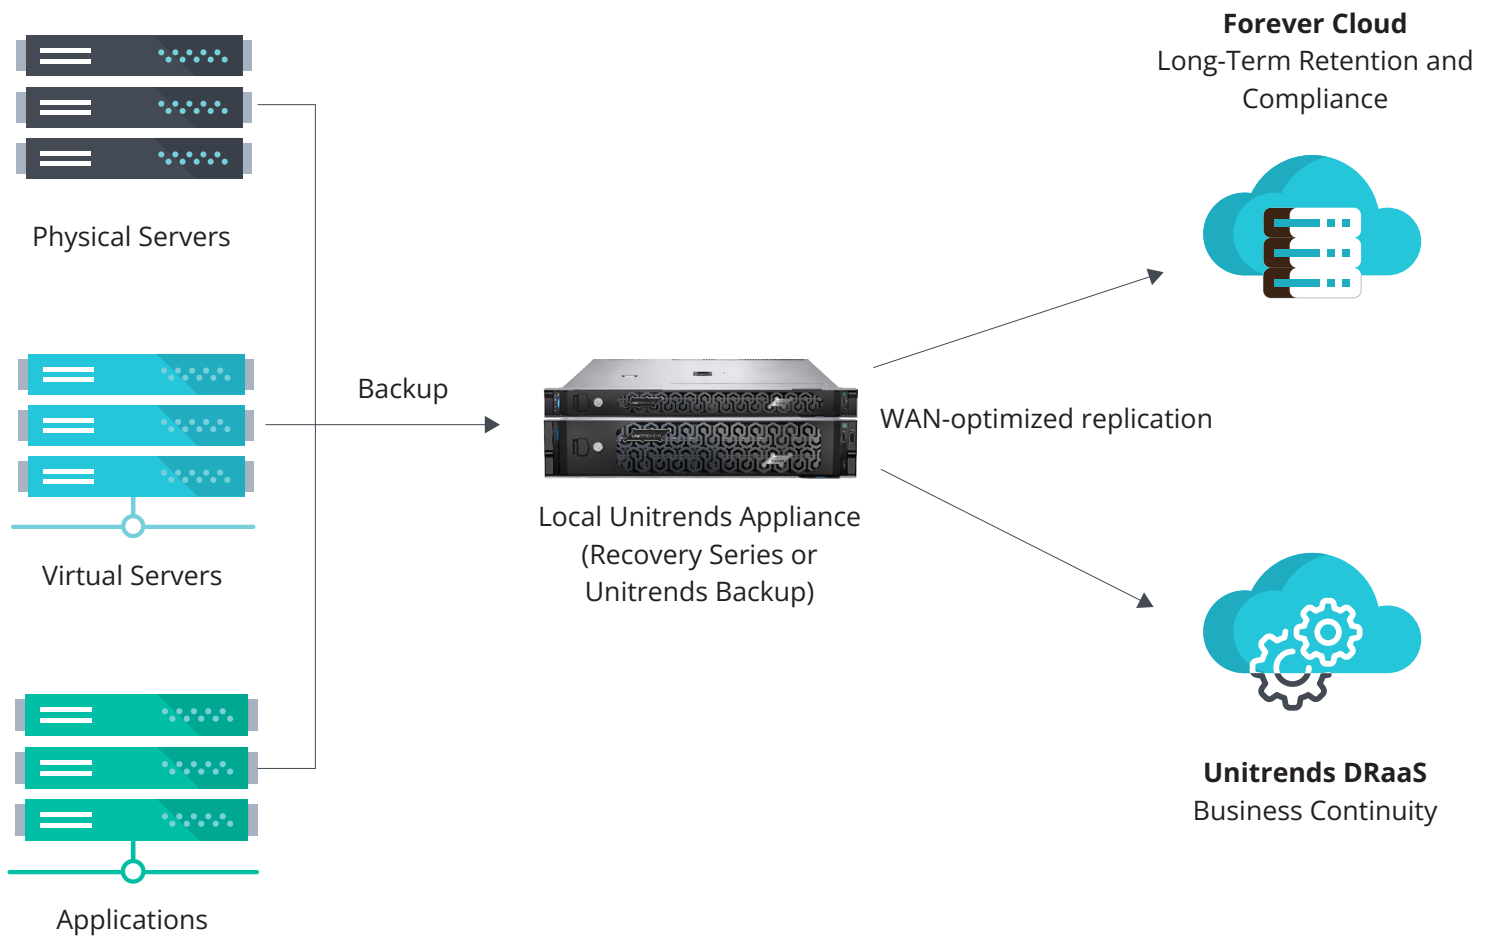 Forever Cloud
Long-Term Retention and
Compliance
Physical Servers
Backup
WAN-optimized replication
UNITRENDS
Local Unitrends Appliance
(Recovery Series or
Unitrends Backup)
Virtual Servers
Unitrends DRaaS
Business Continuity
Applications